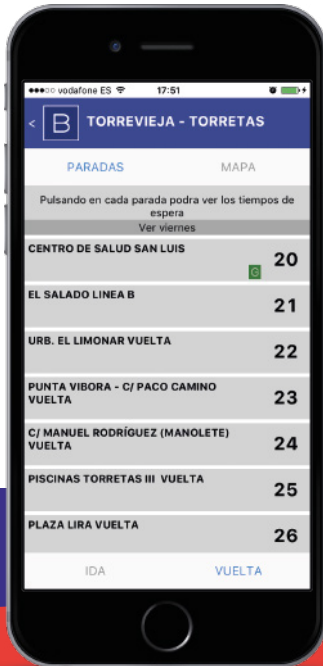 vodafone ES 17:51
< B TORREVIEJA - TORRETAS
PARADAS MAPA
Pulsando en cada parada podra ver los tiempos de
espera
Ver viernes
CENTRO DE SALUD SAN LUIS
G 20
EL SALADO LINEA B
21
URB. EL LIMONAR VUELTA
22
PUNTA VIBORA - C/ PACO CAMINO
VUELTA 23
C/ MANUEL RODRÍGUEZ (MANOLETE)
VUELTA 24
PISCINAS TORRETAS III VUELTA
25
PLAZA LIRA VUELTA
26
IDA VUELTA